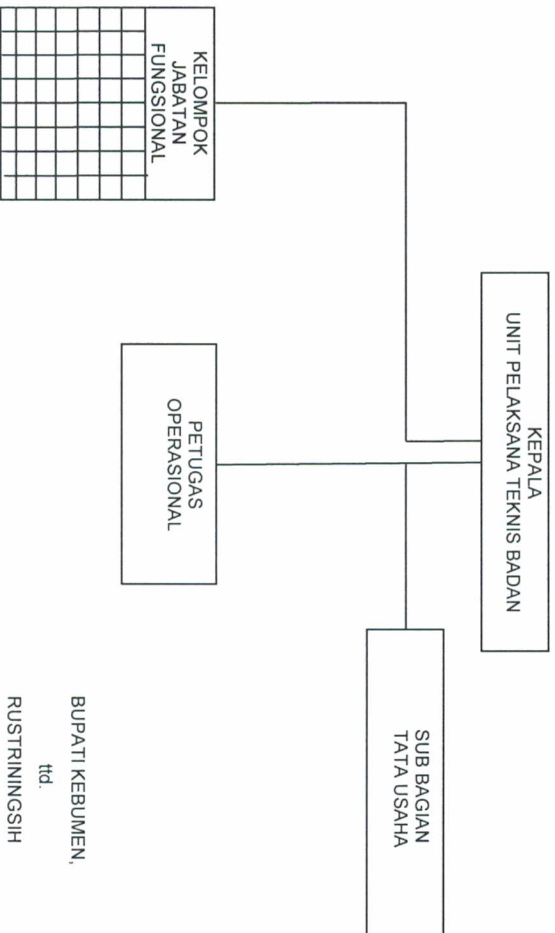 KEPALA
UNIT PELAKSANA TEKNIS BADAN
SUB BAGIAN
TATA USAHA
KELOMPOK
JABATAN
FUNGSIONAL
PETUGAS
OPERASIONAL
BUPATI KEBUMEN,
ttd.
RUSTRININGSIH